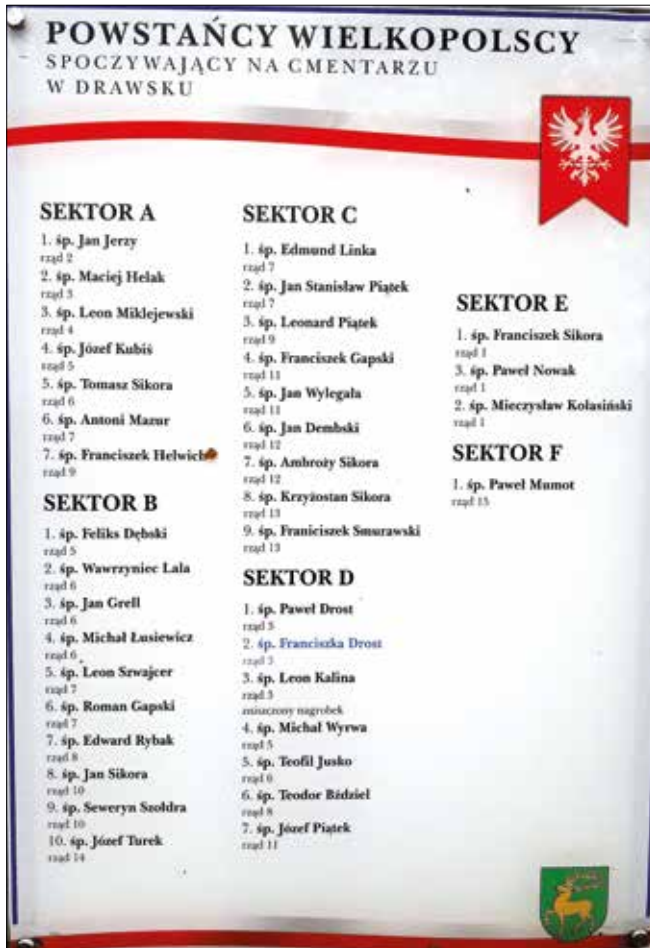 POWSTAŃCY WIELKOPOLSCY
SPOCZYWAJĄCY NA CMENTARZU
W DRAWSKU
SEKTOR A
1. śp. Jan Jerzy
rząd 2
2. śp. Maciej Helak
rząd 3
3. śp. Leon Miklejewski
rząd 4
4. śp. Józef Kubiś
rząd 5
5. śp. Tomasz Sikora
rząd 6
6. śp. Antoni Mazur
rząd 7
7. śp. Franciszek Helwich
rząd 9
SEKTOR B
1. śp. Feliks Dębski
rząd 5
2. śp. Wawrzyniec Lala
rząd 6
3. śp. Jan Grell
rząd 6
4. śp. Michał Łusiewicz
rząd 6
5. śp. Leon Szwajcer
rząd 7
6. śp. Roman Gapski
rząd 7
7. śp. Edward Rybak
rząd 8
8. śp. Jan Sikora
rząd 10
9. śp. Seweryn Szołdra
rząd 10
10. śp. Józef Turek
rząd 14
SEKTOR C
1. śp. Edmund Linka
rząd 7
2. śp. Jan Stanisław Piątek
rząd 7
3. śp. Leonard Piątek
rząd 9
4. śp. Franciszek Gapski
rząd 11
5. śp. Jan Wylegała
rząd 11
6. śp. Jan Dembski
rząd 12
7. śp. Ambroży Sikora
rząd 12
8. śp. Krzyżostan Sikora
rząd 13
9. śp. Franiciszek Smurawski
rząd 13
SEKTOR D
1. śp. Paweł Drost
rząd 3
2. śp. Franciszka Drost
rząd 3
3. śp. Leon Kalina
rząd 3
zniszczony nagrobek
4. śp. Michał Wyrwa
rząd 5
5. śp. Teofil Jusko
rząd 6
6. śp. Teodor Bździel
rząd 8
7. śp. Józef Piątek
rząd 11
SEKTOR E
1. śp. Franciszek Sikora
rząd 1
3. śp. Paweł Nowak
rząd 1
2. śp. Mieczysław Kolasiński
rząd 1
SEKTOR F
1. śp. Paweł Mumot
rząd 15